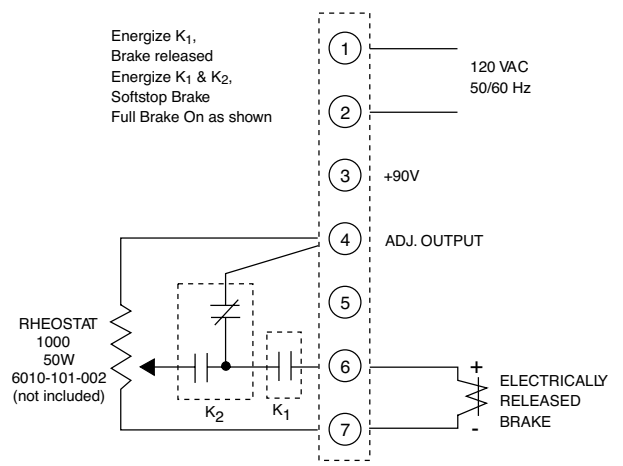 Energize K1,
Brake released
Energize K1 & K2,
Softstop Brake
Full Brake On as shown
1
120 VAC
50/60 Hz
2
3
+90V
4
ADJ. OUTPUT
5
RHEOSTAT
1000
50W
6010-101-002
(not included)
K2
K1
6
7
+
ELECTRICALLY
RELEASED
BRAKE
-